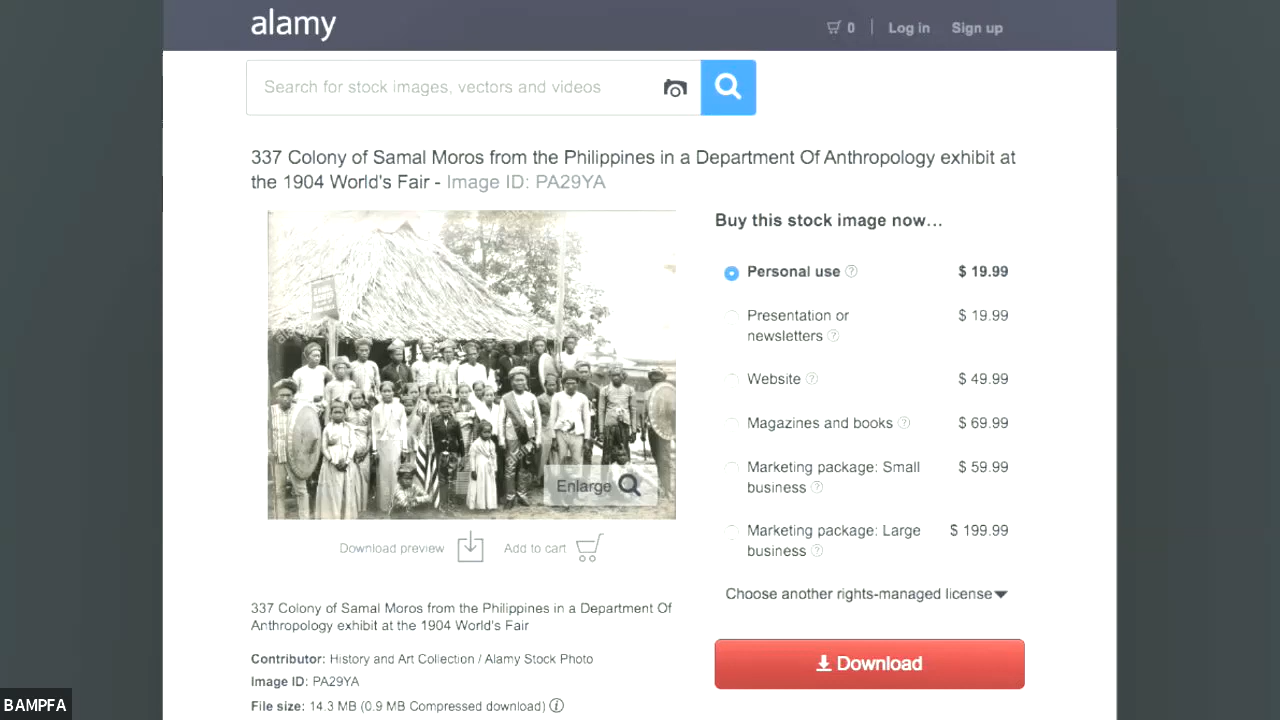 alamy
0
Log in
Sign up
Search for stock images, vectors and videos
337 Colony of Samal Moros from the Philippines in a Department Of Anthropology exhibit at
the 1904 World's Fair - Image ID: PA29YA
Enlarge
Download preview
Add to cart
337 Colony of Samal Moros from the Philippines in a Department Of
Anthropology exhibit at the 1904 World's Fair
Contributor: History and Art Collection / Alamy Stock Photo
Image ID: PA29YA
File size: 14.3 MB (0.9 MB Compressed download)
Buy this stock image now...
Personal use $ 19.99
Presentation or
newsletters $ 19.99
Website $ 49.99
Magazines and books $ 69.99
Marketing package: Small
business $ 59.99
Marketing package: Large
business $ 199.99
Choose another rights-managed license
Download
BAMPFA